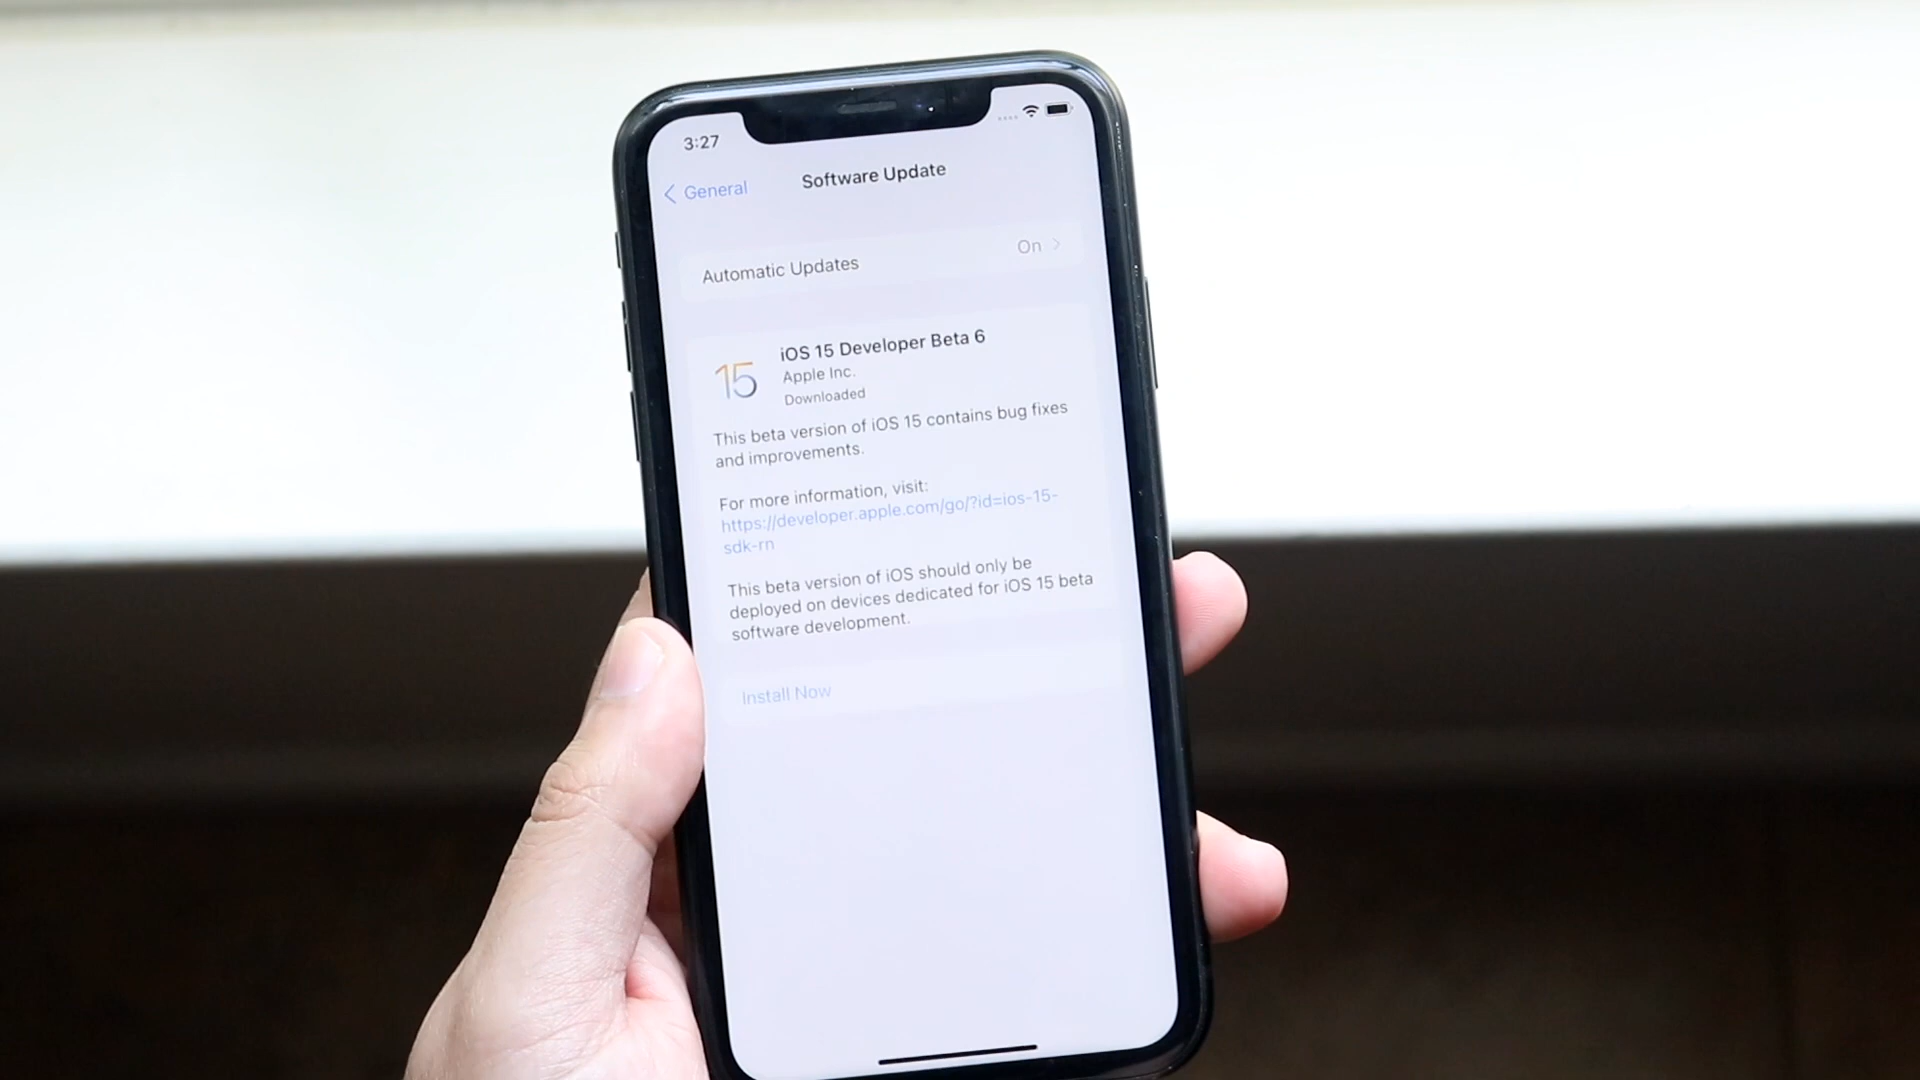 3:27
General
Software Update
Automatic Updates
On
15
iOS 15 Developer Beta 6
Apple Inc.
Downloaded
This beta version of iOS 15 contains bug fixes
and improvements.
For more information, visit:
https://developer.apple.com/go/?id=ios-15-
sdk-rn
This beta version of iOS should only be
deployed on devices dedicated for iOS 15 beta
software development.
Install Now